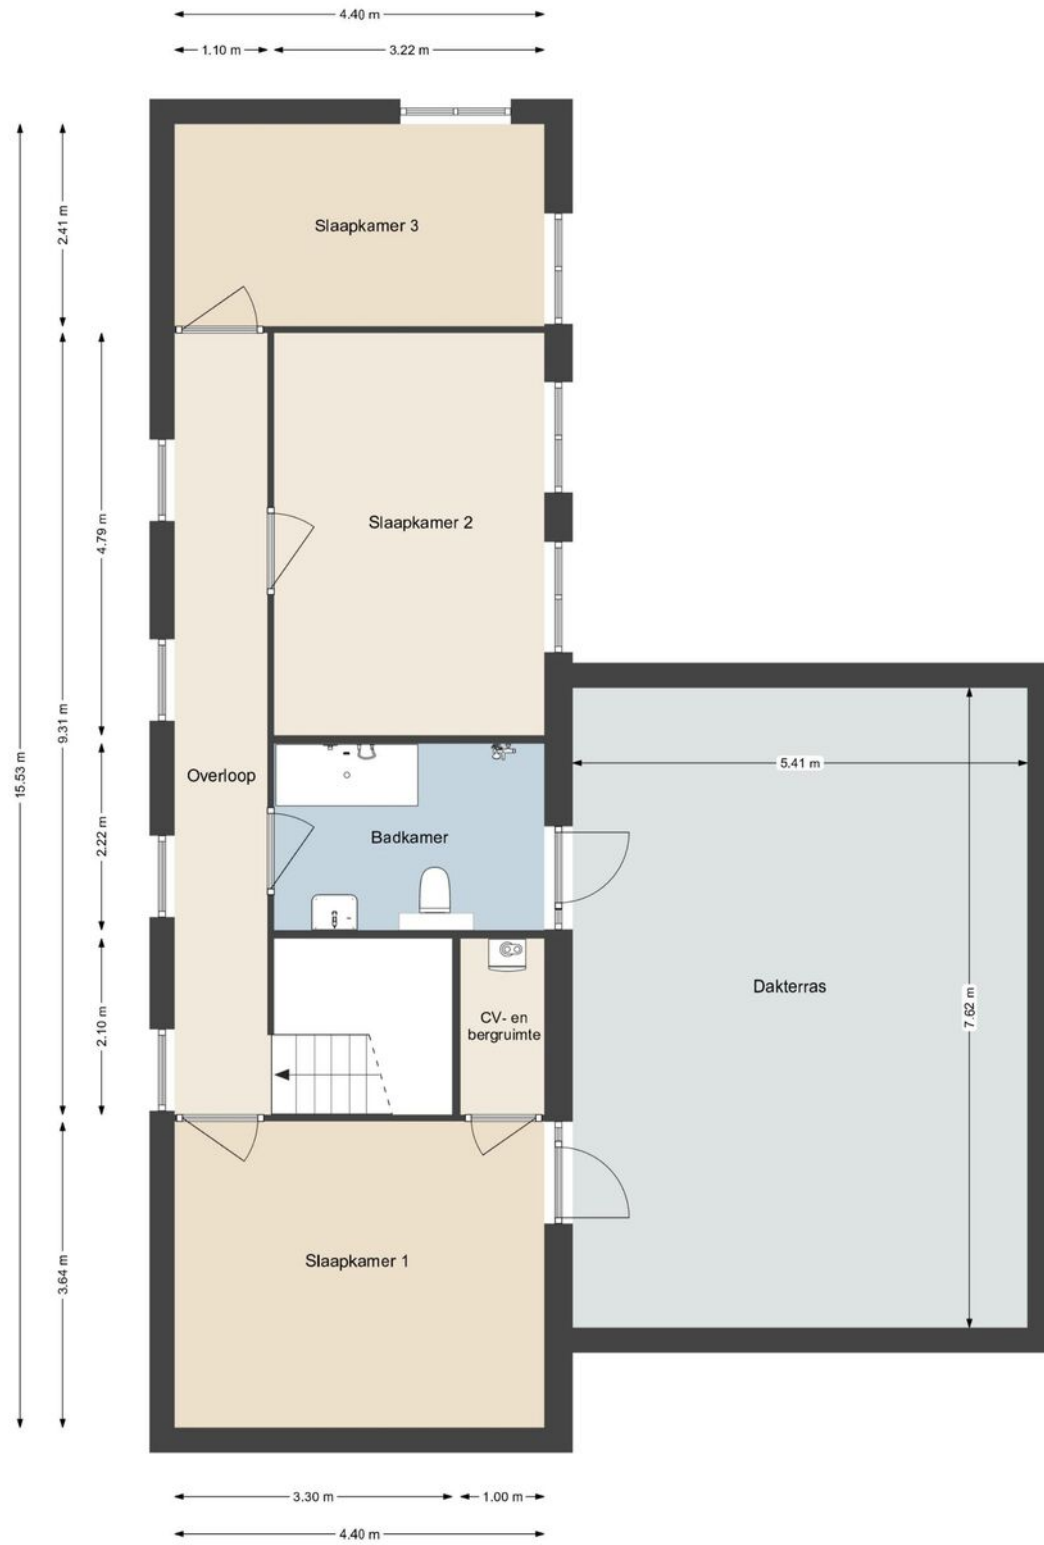 4.40 m
1.10 m
3.22 m
2.41 m
Slaapkamer 3
4.79 m
Slaapkamer 2
9.31 m
15.53 m
Overloop
5.41 m
2.22 m
Badkamer
Dakterras
7.62 m
2.10 m
CV- en
bergruimte
3.64 m
Slaapkamer 1
3.30 m
1.00 m
4.40 m